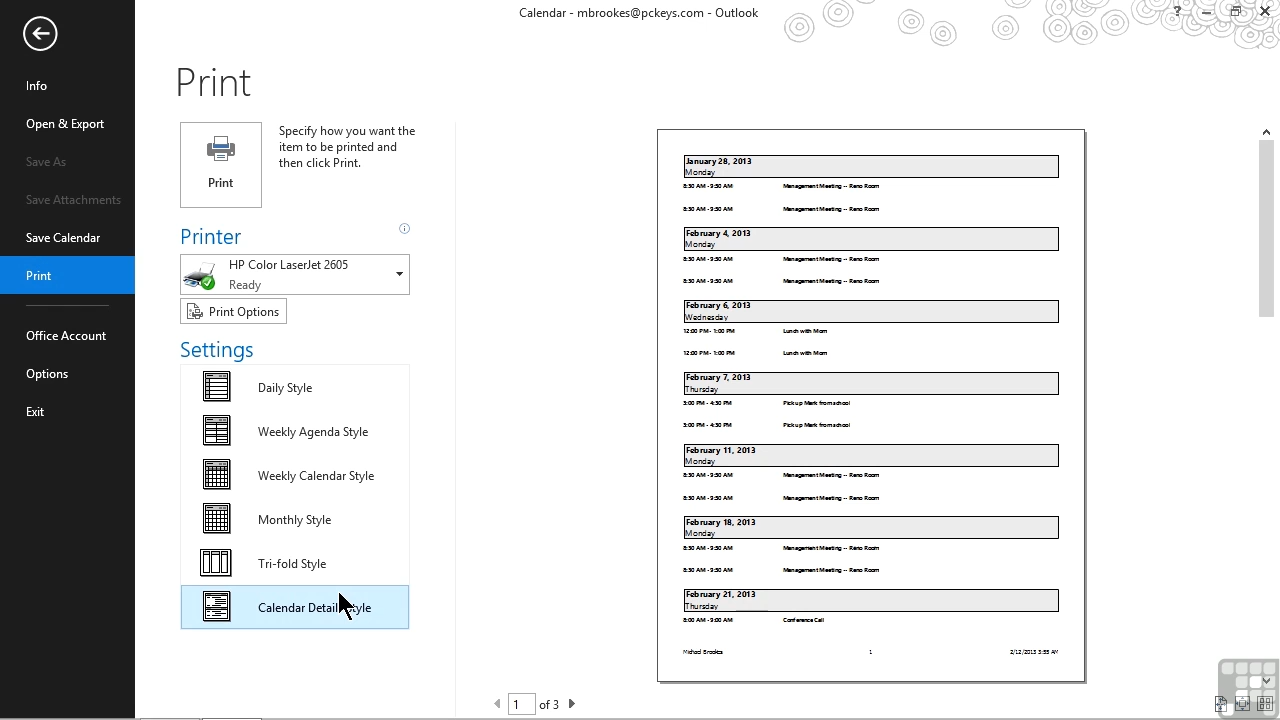 Calendar - mbrookes@pckeys.com - Outlook
?
Info
Open & Export
Save As
Save Attachments
Save Calendar
Print
Office Account
Options
Exit
Print
Print
Specify how you want the
item to be printed and
then click Print.
Printer
HP Color LaserJet 2605
Ready
Print Options
Settings
Daily Style
Weekly Agenda Style
Weekly Calendar Style
Monthly Style
Tri-fold Style
Calendar Details Style
January 28, 2013
Monday
8:30 AM - 9:30 AM Management Meeting -- Reno Room
8:30 AM - 9:30 AM Management Meeting -- Reno Room
February 4, 2013
Monday
8:30 AM - 9:30 AM Management Meeting -- Reno Room
8:30 AM - 9:30 AM Management Meeting -- Reno Room
February 6, 2013
Wednesday
12:00 PM - 1:00 PM Lunch with Mom
12:00 PM - 1:00 PM Lunch with Mom
February 7, 2013
Thursday
3:00 PM - 4:30 PM Pick up Mark from school
3:00 PM - 4:30 PM Pick up Mark from school
February 11, 2013
Monday
8:30 AM - 9:30 AM Management Meeting -- Reno Room
8:30 AM - 9:30 AM Management Meeting -- Reno Room
February 18, 2013
Monday
8:30 AM - 9:30 AM Management Meeting -- Reno Room
8:30 AM - 9:30 AM Management Meeting -- Reno Room
February 21, 2013
Thursday
8:00 AM - 9:00 AM Conference Call
Michael Brookes 1 2/12/2013 3:55 AM
1 of 3